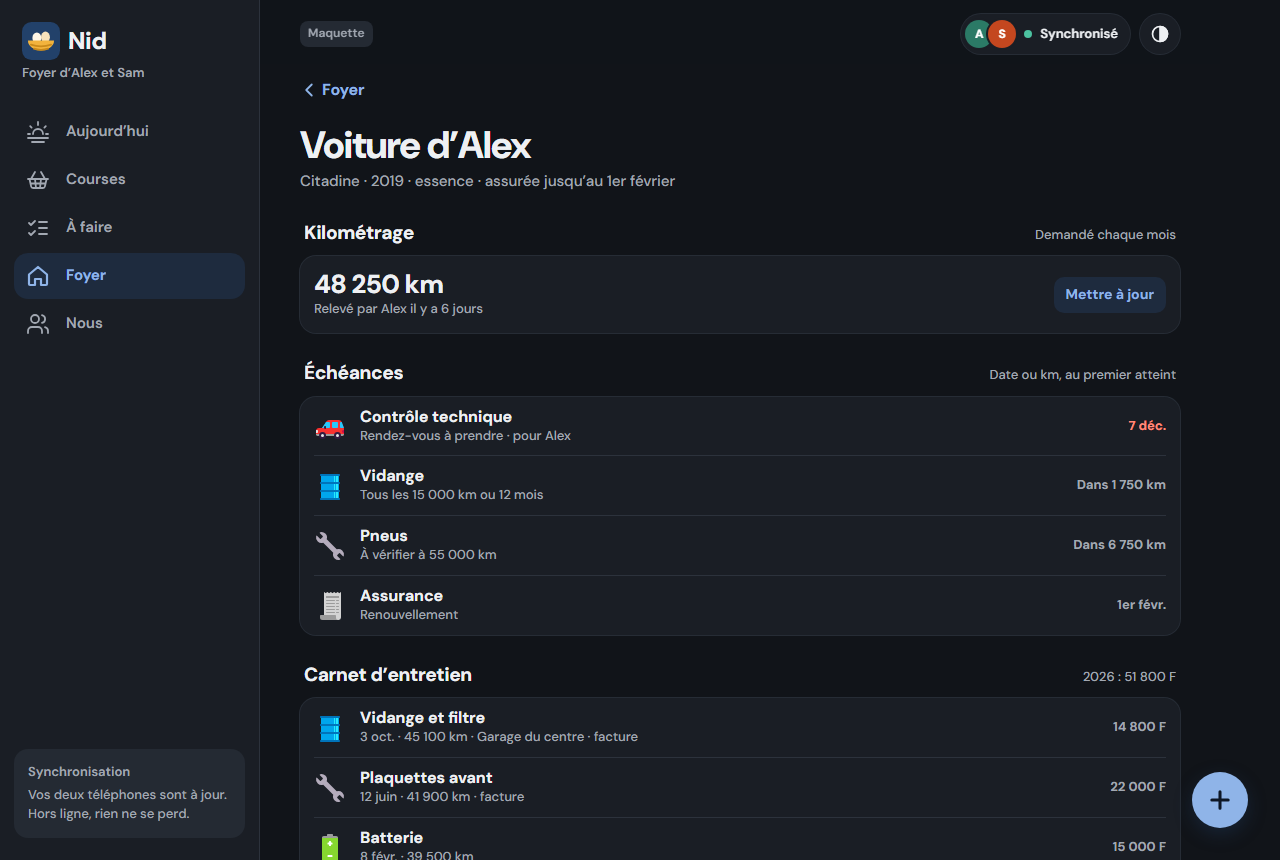 Nid
Foyer d’Alex et Sam
Aujourd’hui
Courses
À faire
Foyer
Nous
Synchronisation
Vos deux téléphones sont à jour.
Hors ligne, rien ne se perd.
Maquette
A S Synchronisé
Foyer
Voiture d’Alex
Citadine · 2019 · essence · assurée jusqu’au 1er février
Kilométrage Demandé chaque mois
48 250 km
Relevé par Alex il y a 6 jours
Mettre à jour
Échéances Date ou km, au premier atteint
Contrôle technique
Rendez-vous à prendre · pour Alex
7 déc.
Vidange
Tous les 15 000 km ou 12 mois
Dans 1 750 km
Pneus
À vérifier à 55 000 km
Dans 6 750 km
Assurance
Renouvellement
1er févr.
Carnet d’entretien 2026 : 51 800 F
Vidange et filtre
3 oct. · 45 100 km · Garage du centre · facture
14 800 F
Plaquettes avant
12 juin · 41 900 km · facture
22 000 F
Batterie
8 févr. · 39 500 km
15 000 F